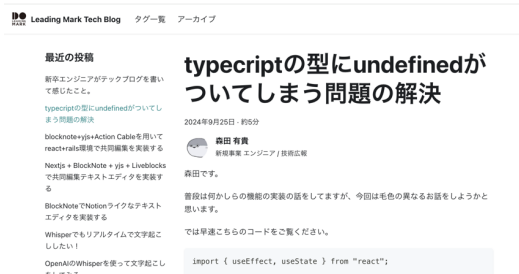 DO
LEADING
MARK
Leading Mark Tech Blog
タグ一覧
アーカイブ
最近の投稿
新卒エンジニアがテックブログを書い
て感じたこと。
typecriptの型にundefinedがついてし
まう問題の解決
blocknote+yjs+Action Cableを用いて
react+rails環境で共同編集を実装する
Nextjs + BlockNote + yjs + Liveblocks
で共同編集テキストエディタを実装す
る
BlockNoteでNotionライクなテキスト
エディタを実装する
Whisperでもリアルタイムで文字起こ
ししたい！
OpenAIのWhisperを使って文字起こし
typecriptの型にundefinedが
ついてしまう問題の解決
2024年9月25日 · 約5分
森田 有貴
新規事業 エンジニア / 技術広報
森田です。
普段は何かしらの機能の実装の話をしてますが、今回は毛色の異なるお話をしようかと
思います。
では早速こちらのコードをご覧ください。
import { useEffect, useState } from "react";